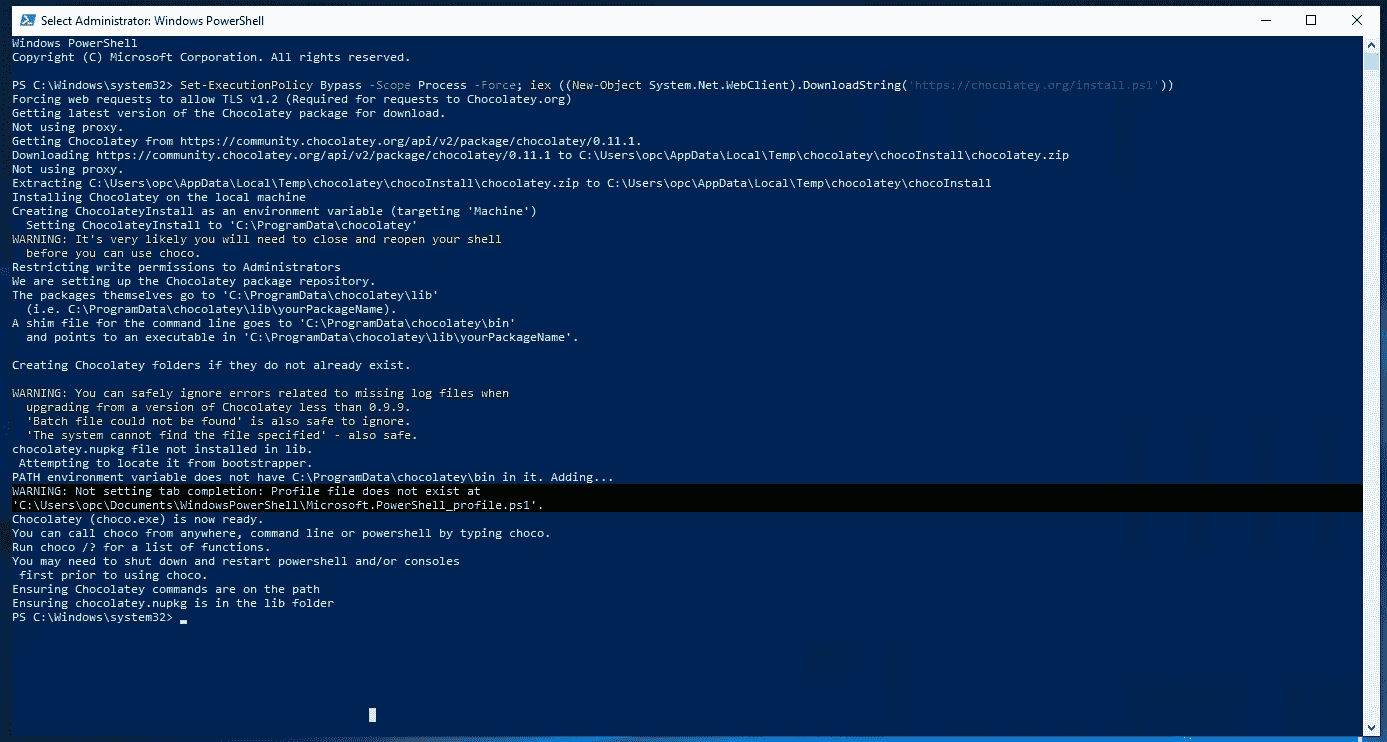 Select Administrator: Windows PowerShell
Windows PowerShell
Copyright (C) Microsoft Corporation. All rights reserved.
PS C:\Windows\system32> Set-ExecutionPolicy Bypass -Scope Process -Force; iex ((New-Object System.Net.WebClient).DownloadString('https://chocolatey.org/install.ps1'))
Forcing web requests to allow TLS v1.2 (Required for requests to Chocolatey.org)
Getting latest version of the Chocolatey package for download.
Not using proxy.
Getting Chocolatey from https://community.chocolatey.org/api/v2/package/chocolatey/0.11.1.
Downloading https://community.chocolatey.org/api/v2/package/chocolatey/0.11.1 to C:\Users\opc\AppData\Local\Temp\chocolatey\chocoInstall\chocolatey.zip
Not using proxy.
Extracting C:\Users\opc\AppData\Local\Temp\chocolatey\chocoInstall\chocolatey.zip to C:\Users\opc\AppData\Local\Temp\chocolatey\chocoInstall
Installing Chocolatey on the local machine
Creating ChocolateyInstall as an environment variable (targeting 'Machine')
  Setting ChocolateyInstall to 'C:\ProgramData\chocolatey'
WARNING: It's very likely you will need to close and reopen your shell
  before you can use choco.
Restricting write permissions to Administrators
We are setting up the Chocolatey package repository.
The packages themselves go to 'C:\ProgramData\chocolatey\lib'
  (i.e. C:\ProgramData\chocolatey\lib\yourPackageName).
A shim file for the command line goes to 'C:\ProgramData\chocolatey\bin'
  and points to an executable in 'C:\ProgramData\chocolatey\lib\yourPackageName'.
Creating Chocolatey folders if they do not already exist.
WARNING: You can safely ignore errors related to missing log files when
  upgrading from a version of Chocolatey less than 0.9.9.
  'Batch file could not be found' is also safe to ignore.
  'The system cannot find the file specified' - also safe.
chocolatey.nupkg file not installed in lib.
 Attempting to locate it from bootstrapper.
PATH environment variable does not have C:\ProgramData\chocolatey\bin in it. Adding...
WARNING: Not setting tab completion: Profile file does not exist at
'C:\Users\opc\Documents\WindowsPowerShell\Microsoft.PowerShell_profile.ps1'.
Chocolatey (choco.exe) is now ready.
You can call choco from anywhere, command line or powershell by typing choco.
Run choco /? for a list of functions.
You may need to shut down and restart powershell and/or consoles
 first prior to using choco.
Ensuring Chocolatey commands are on the path
Ensuring chocolatey.nupkg is in the lib folder
PS C:\Windows\system32>